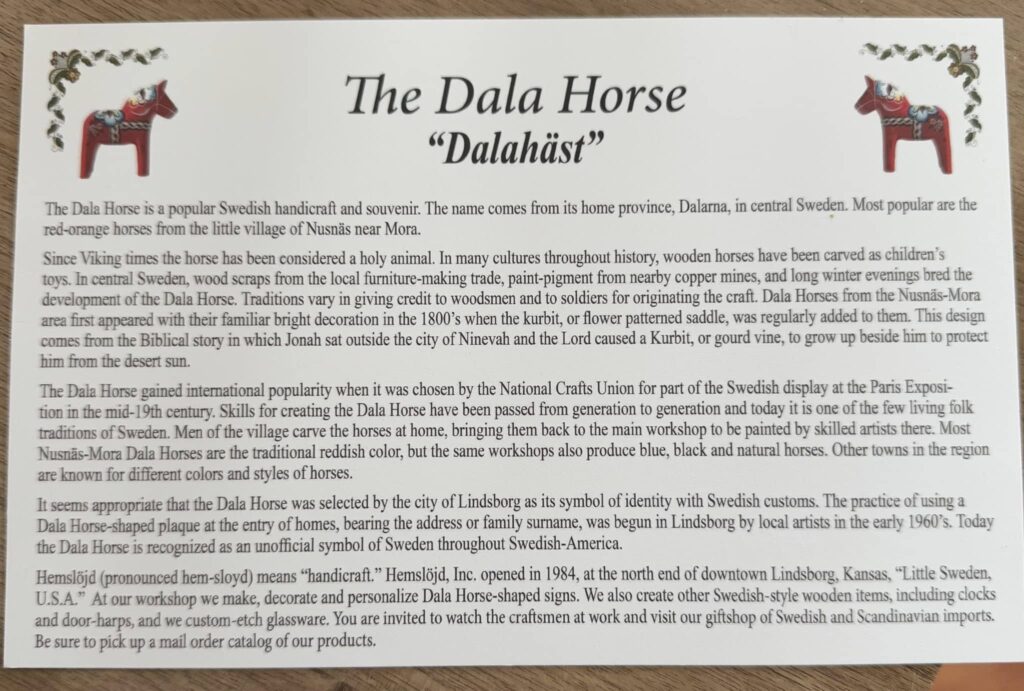 The Dala Horse
“Dalahäst”
The Dala Horse is a popular Swedish handicraft and souvenir. The name comes from its home province, Dalarna, in central Sweden. Most popular are the
red-orange horses from the little village of Nusnäs near Mora.
Since Viking times the horse has been considered a holy animal. In many cultures throughout history, wooden horses have been carved as children’s
toys. In central Sweden, wood scraps from the local furniture-making trade, paint-pigment from nearby copper mines, and long winter evenings bred the
development of the Dala Horse. Traditions vary in giving credit to woodsmen and to soldiers for originating the craft. Dala Horses from the Nusnäs-Mora
area first appeared with their familiar bright decoration in the 1800’s when the kurbit, or flower patterned saddle, was regularly added to them. This design
comes from the Biblical story in which Jonah sat outside the city of Ninevah and the Lord caused a Kurbit, or gourd vine, to grow up beside him to protect
him from the desert sun.
The Dala Horse gained international popularity when it was chosen by the National Crafts Union for part of the Swedish display at the Paris Exposi-
tion in the mid-19th century. Skills for creating the Dala Horse have been passed from generation to generation and today it is one of the few living folk
traditions of Sweden. Men of the village carve the horses at home, bringing them back to the main workshop to be painted by skilled artists there. Most
Nusnäs-Mora Dala Horses are the traditional reddish color, but the same workshops also produce blue, black and natural horses. Other towns in the region
are known for different colors and styles of horses.
It seems appropriate that the Dala Horse was selected by the city of Lindsborg as its symbol of identity with Swedish customs. The practice of using a
Dala Horse-shaped plaque at the entry of homes, bearing the address or family surname, was begun in Lindsborg by local artists in the early 1960’s. Today
the Dala Horse is recognized as an unofficial symbol of Sweden throughout Swedish-America.
Hemslöjd (pronounced hem-sloyd) means “handicraft.” Hemslöjd, Inc. opened in 1984, at the north end of downtown Lindsborg, Kansas, “Little Sweden,
U.S.A.” At our workshop we make, decorate and personalize Dala Horse-shaped signs. We also create other Swedish-style wooden items, including clocks
and door-harps, and we custom-etch glassware. You are invited to watch the craftsmen at work and visit our giftshop of Swedish and Scandinavian imports.
Be sure to pick up a mail order catalog of our products.